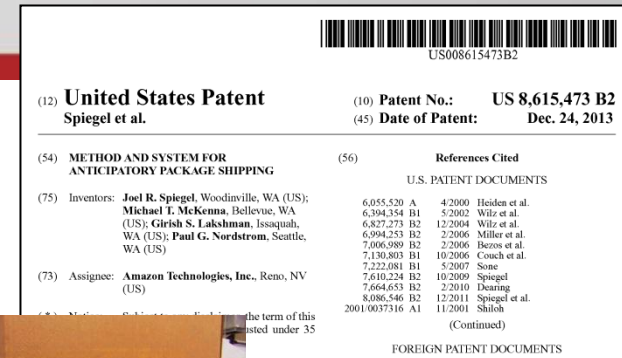 US008615473B2
(12) United States Patent
Spiegel et al.
(10) Patent No.: US 8,615,473 B2
(45) Date of Patent: Dec. 24, 2013
(54) METHOD AND SYSTEM FOR
ANTICIPATORY PACKAGE SHIPPING
(75) Inventors: Joel R. Spiegel, Woodinville, WA (US);
Michael T. McKenna, Bellevue, WA
(US); Girish S. Lakshman, Issaquah,
WA (US); Paul G. Nordstrom, Seattle,
WA (US)
(73) Assignee: Amazon Technologies, Inc., Reno, NV
(US)
the term of this
usted under 35
(56) References Cited
U.S. PATENT DOCUMENTS
6,055,520 A 4/2000 Heiden et al.
6,394,354 B1 5/2002 Wilz et al.
6,827,273 B2 12/2004 Wilz et al.
6,994,253 B2 2/2006 Miller et al.
7,006,989 B2 2/2006 Bezos et al.
7,130,803 B1 10/2006 Couch et al.
7,222,081 B1 5/2007 Sone
7,610,224 B2 10/2009 Spiegel
7,664,653 B2 2/2010 Dearing
8,086,546 B2 12/2011 Spiegel et al.
2001/0037316 A1 11/2001 Shiloh
(Continued)
FOREIGN PATENT DOCUMENTS